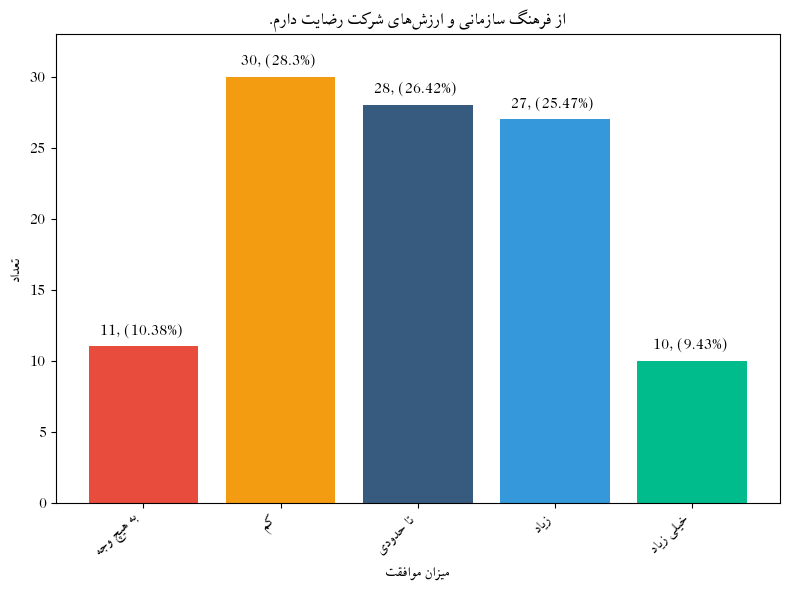 از فرهنگ سازمانی و ارزش‌های شرکت رضایت دارم.
30, (28.3%)
28, (26.42%)
27, (25.47%)
11, (10.38%)
10, (9.43%)
30
25
20
15
10
5
0
تعداد
به هیچ وجه
کم
تا حدودی
زیاد
خیلی زیاد
میزان موافقت